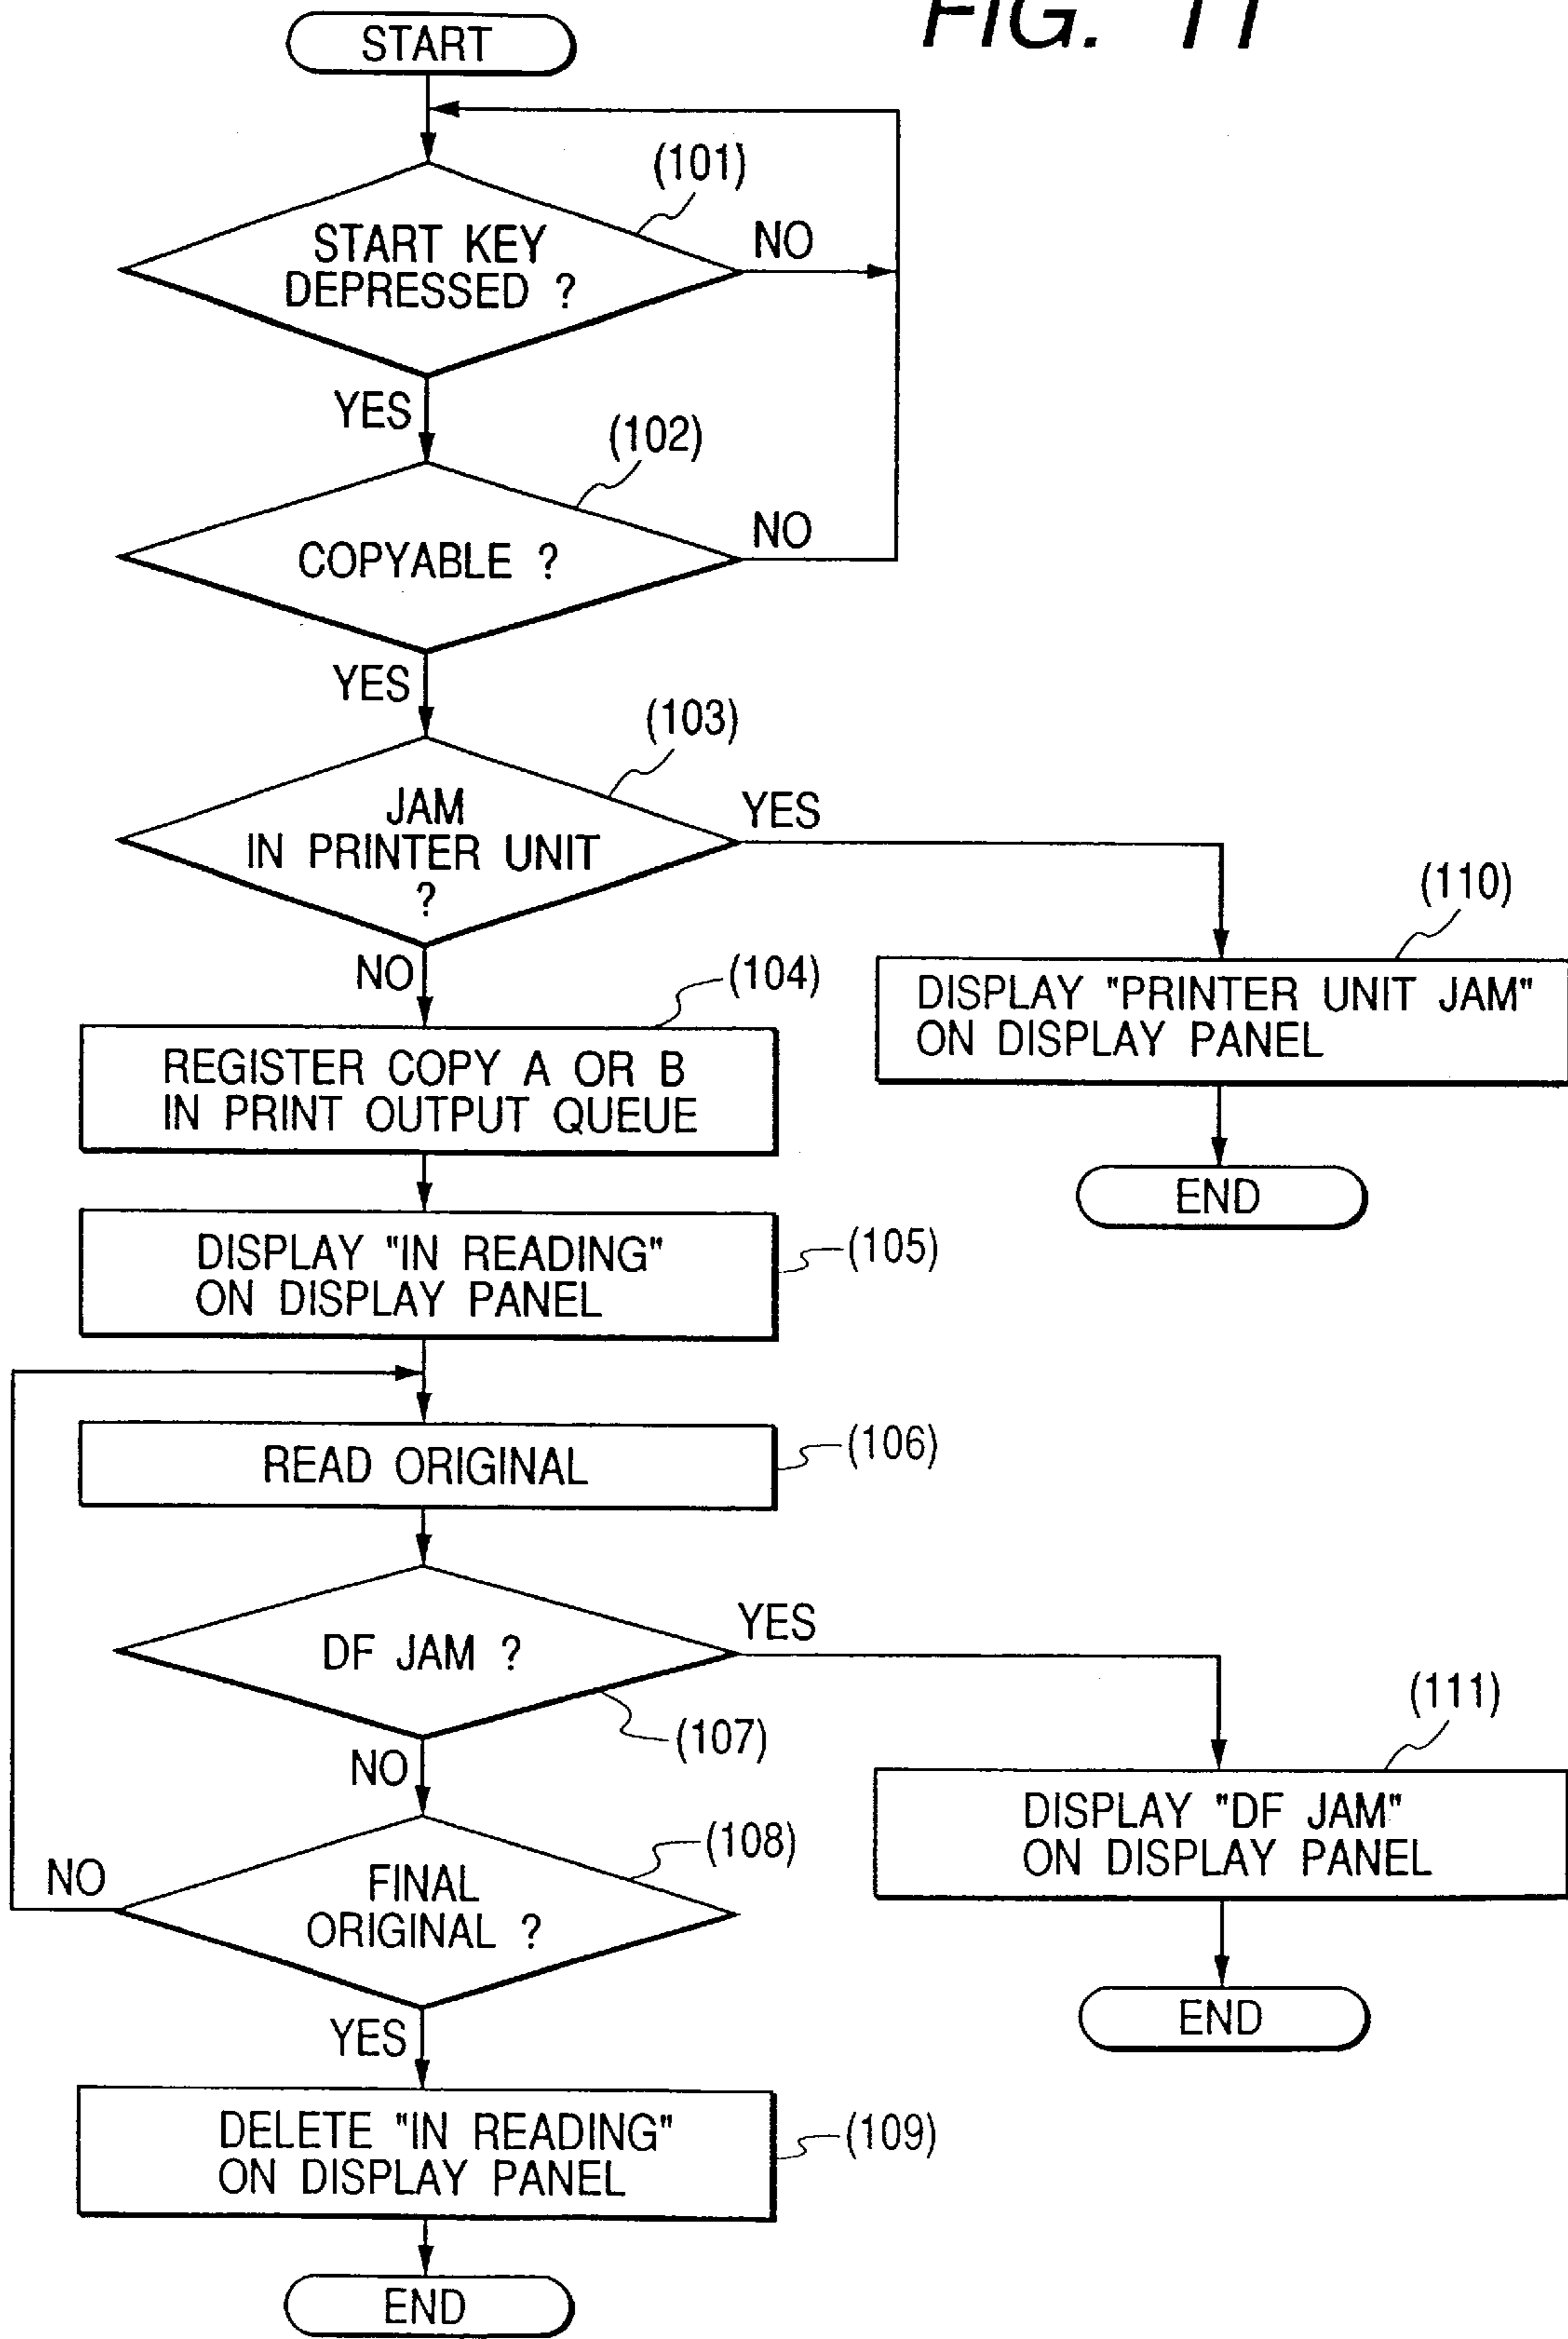 FIG. 11
START
(101)
START KEY
DEPRESSED ?
NO
YES
(102)
COPYABLE ?
NO
YES
(103)
JAM
IN PRINTER UNIT
?
YES
NO
(110)
DISPLAY "PRINTER UNIT JAM"
ON DISPLAY PANEL
END
(104)
REGISTER COPY A OR B
IN PRINT OUTPUT QUEUE
DISPLAY "IN READING"
ON DISPLAY PANEL
(105)
READ ORIGINAL
(106)
DF JAM ?
YES
(107)
NO
(111)
DISPLAY "DF JAM"
ON DISPLAY PANEL
END
(108)
FINAL
ORIGINAL ?
NO
YES
DELETE "IN READING"
ON DISPLAY PANEL
(109)
END